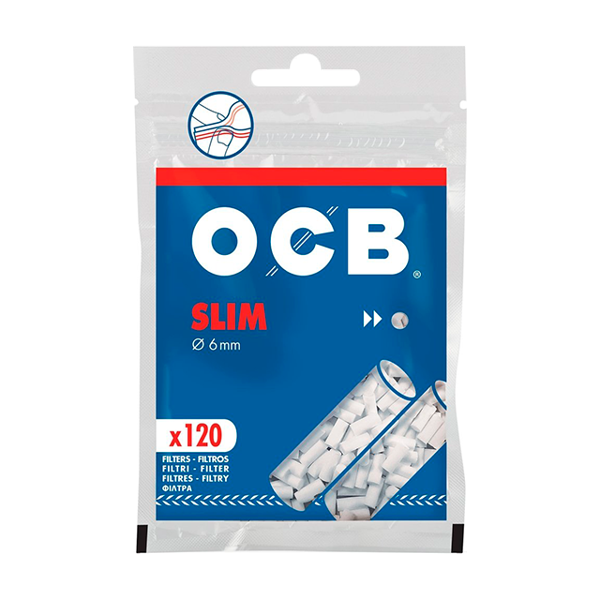 OCB®
SLIM
Ø 6 mm
x120
FILTERS - FILTROS
FILTRI - FILTER
FILTRES - FILTRY
ΦΙΛΤΡΑ